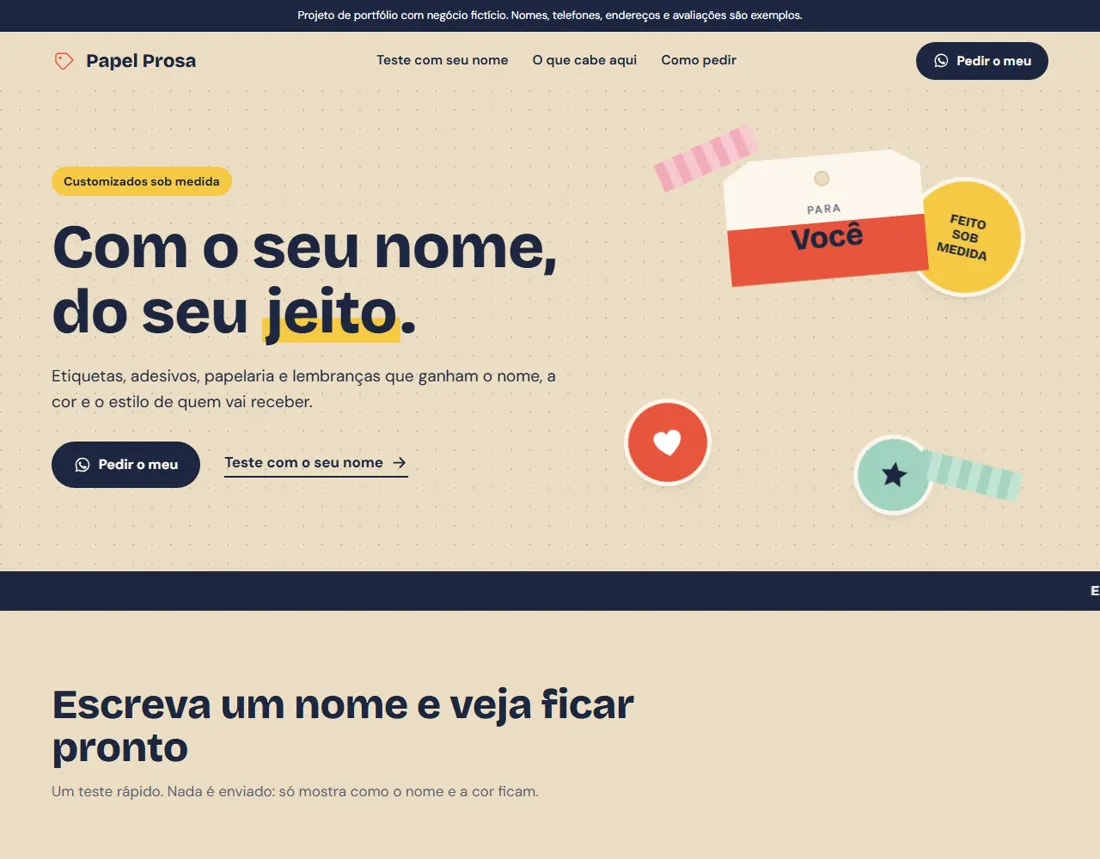 Projeto de portfólio com negócio fictício. Nomes, telefones, endereços e avaliações são exemplos.
Papel Prosa
Teste com seu nome
O que cabe aqui
Como pedir
Pedir o meu
Customizados sob medida
Com o seu nome,
do seu jeito.
Etiquetas, adesivos, papelaria e lembranças que ganham o nome, a
cor e o estilo de quem vai receber.
Pedir o meu
Teste com o seu nome →
PARA
Você
FEITO
SOB
MEDIDA
E
Escreva um nome e veja ficar
pronto
Um teste rápido. Nada é enviado: só mostra como o nome e a cor ficam.